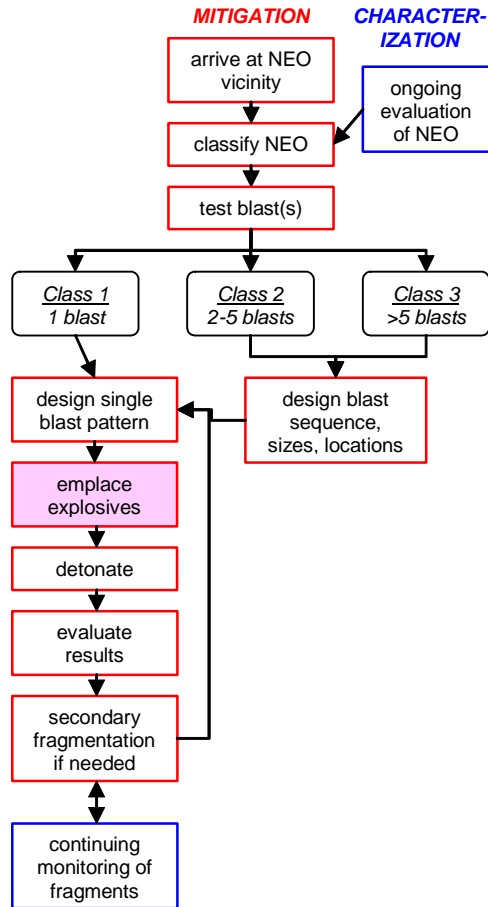 MITIGATION
CHARACTER-
IZATION
arrive at NEO
vicinity
ongoing
evaluation
of NEO
classify NEO
test blast(s)
Class 1
1 blast
Class 2
2-5 blasts
Class 3
>5 blasts
design single
blast pattern
design blast
sequence,
sizes, locations
emplace
explosives
detonate
evaluate
results
secondary
fragmentation
if needed
continuing
monitoring of
fragments